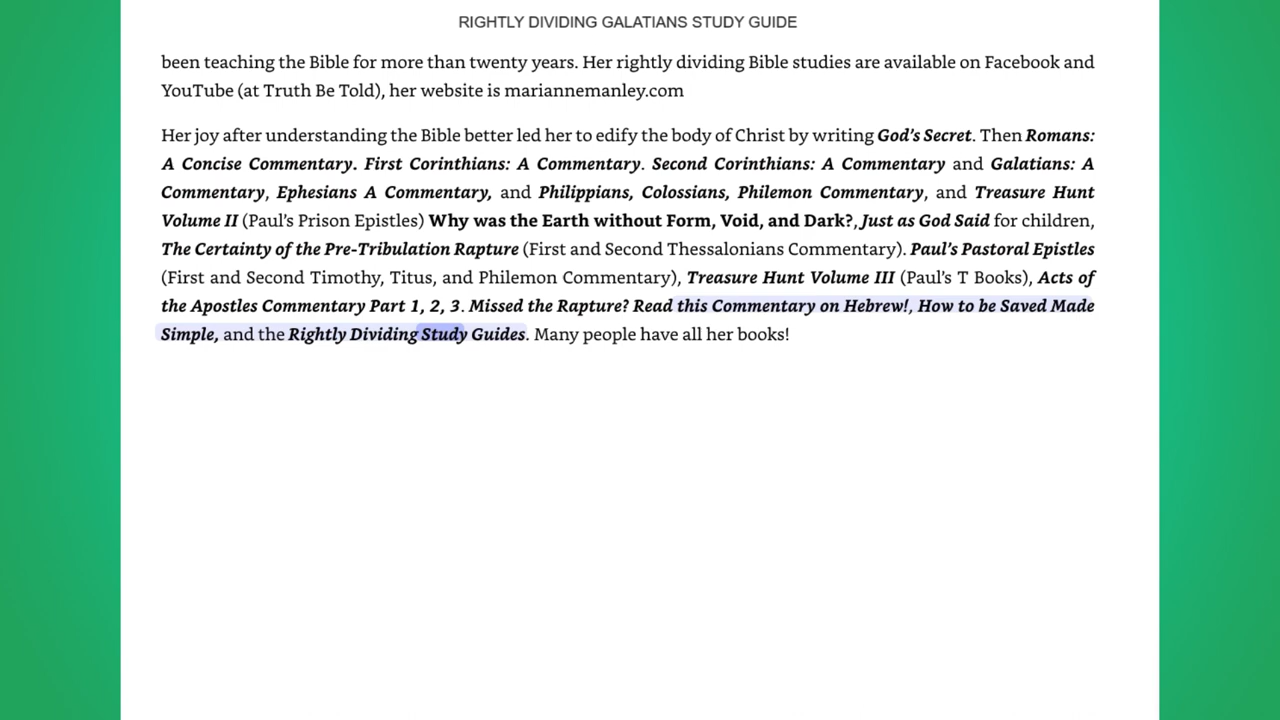 RIGHTLY DIVIDING GALATIANS STUDY GUIDE
been teaching the Bible for more than twenty years. Her rightly dividing Bible studies are available on Facebook and
YouTube (at Truth Be Told), her website is mariannemanley.com
Her joy after understanding the Bible better led her to edify the body of Christ by writing God's Secret. Then Romans:
A Concise Commentary. First Corinthians: A Commentary. Second Corinthians: A Commentary and Galatians: A
Commentary, Ephesians A Commentary, and Philippians, Colossians, Philemon Commentary, and Treasure Hunt
Volume II (Paul's Prison Epistles) Why was the Earth without Form, Void, and Dark?, Just as God Said for children,
The Certainty of the Pre-Tribulation Rapture (First and Second Thessalonians Commentary). Paul's Pastoral Epistles
(First and Second Timothy, Titus, and Philemon Commentary), Treasure Hunt Volume III (Paul's T Books), Acts of
the Apostles Commentary Part 1, 2, 3. Missed the Rapture? Read this Commentary on Hebrew!, How to be Saved Made
Simple, and the Rightly Dividing Study Guides. Many people have all her books!